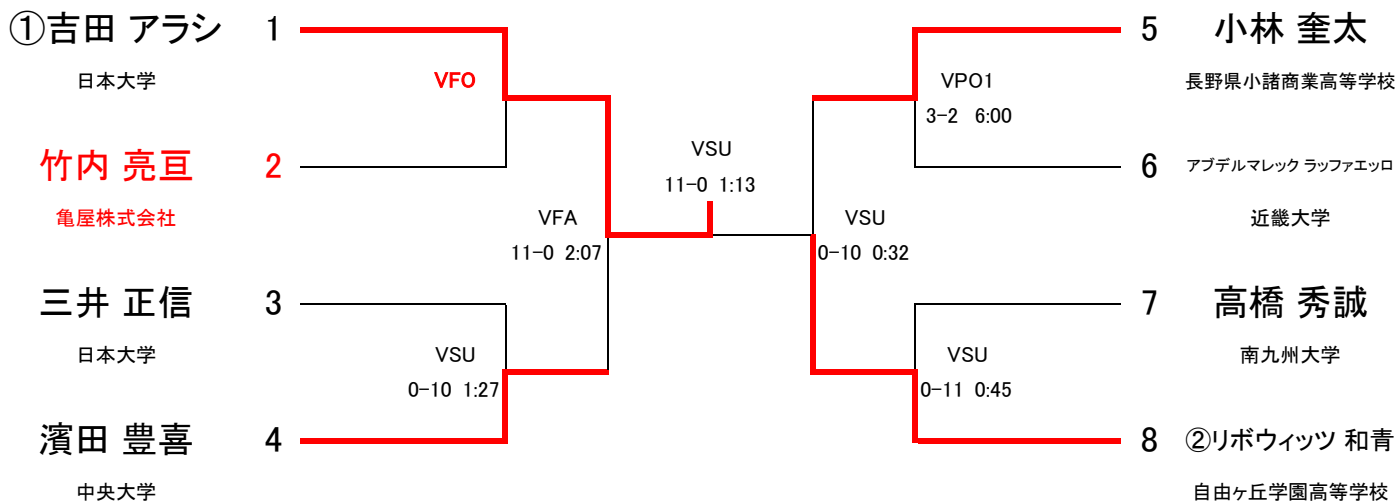 ①吉田 アラシ 1
日本大学
VFO
竹内 亮亘 2
亀屋株式会社
VFA
11-0 2:07
三井 正信 3
日本大学
VSU
0-10 1:27
濱田 豊喜 4
中央大学
VSU
11-0 1:13
5 小林 奎太
長野県小諸商業高等学校
VPO1
3-2 6:00
6 アブデルマレック ラッファエッロ
近畿大学
VSU
0-10 0:32
7 高橋 秀誠
南九州大学
VSU
0-11 0:45
8 ②リボウィッツ 和青
自由ヶ丘学園高等学校